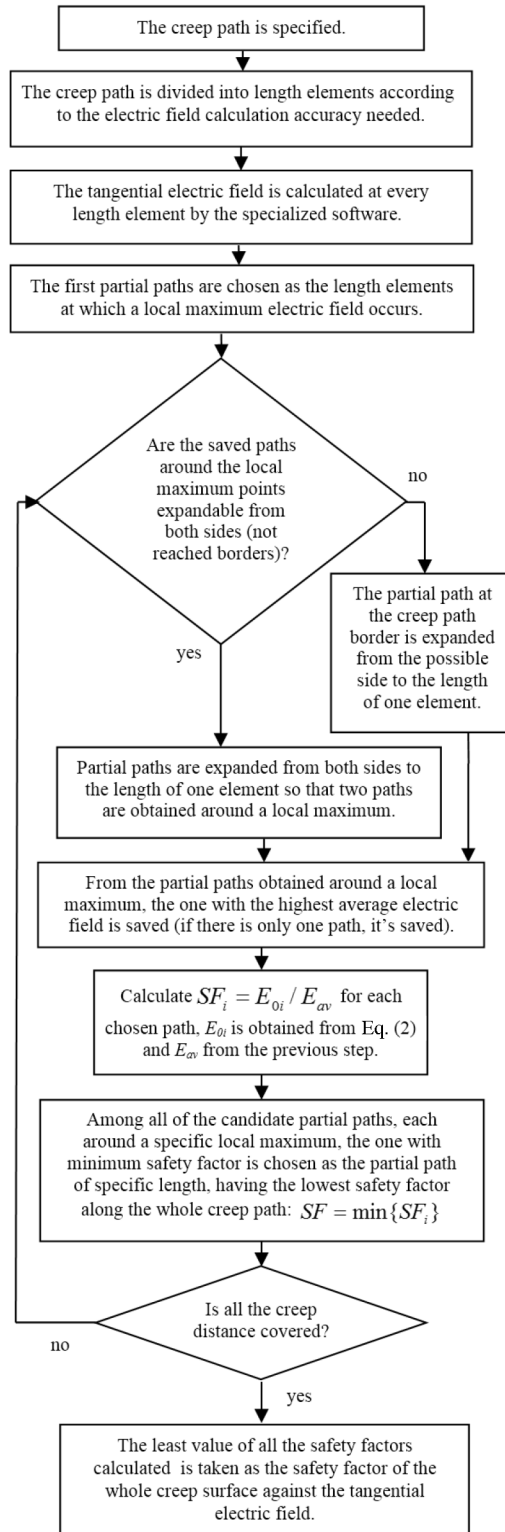 The creep path is specified.
The creep path is divided into length elements according
to the electric field calculation accuracy needed.
The tangential electric field is calculated at every
length element by the specialized software.
The first partial paths are chosen as the length elements
at which a local maximum electric field occurs.
Are the saved paths
around the local
maximum points
expandable from
both sides (not
reached borders)?
no
yes
The partial path at
the creep path
border is expanded
from the possible
side to the length
of one element.
Partial paths are expanded from both sides to
the length of one element so that two paths
are obtained around a local maximum.
From the partial paths obtained around a local
maximum, the one with the highest average electric
field is saved (if there is only one path, it’s saved).
Calculate SF_i = E_{0i} / E_{av} for each
chosen path, E_{0i} is obtained from Eq. (2)
and E_{av} from the previous step.
Among all of the candidate partial paths, each
around a specific local maximum, the one with
minimum safety factor is chosen as the partial path
of specific length, having the lowest safety factor
along the whole creep path: SF = min{SF_i}
Is all the creep
distance covered?
no
yes
The least value of all the safety factors
calculated is taken as the safety factor of the
whole creep surface against the tangential
electric field.